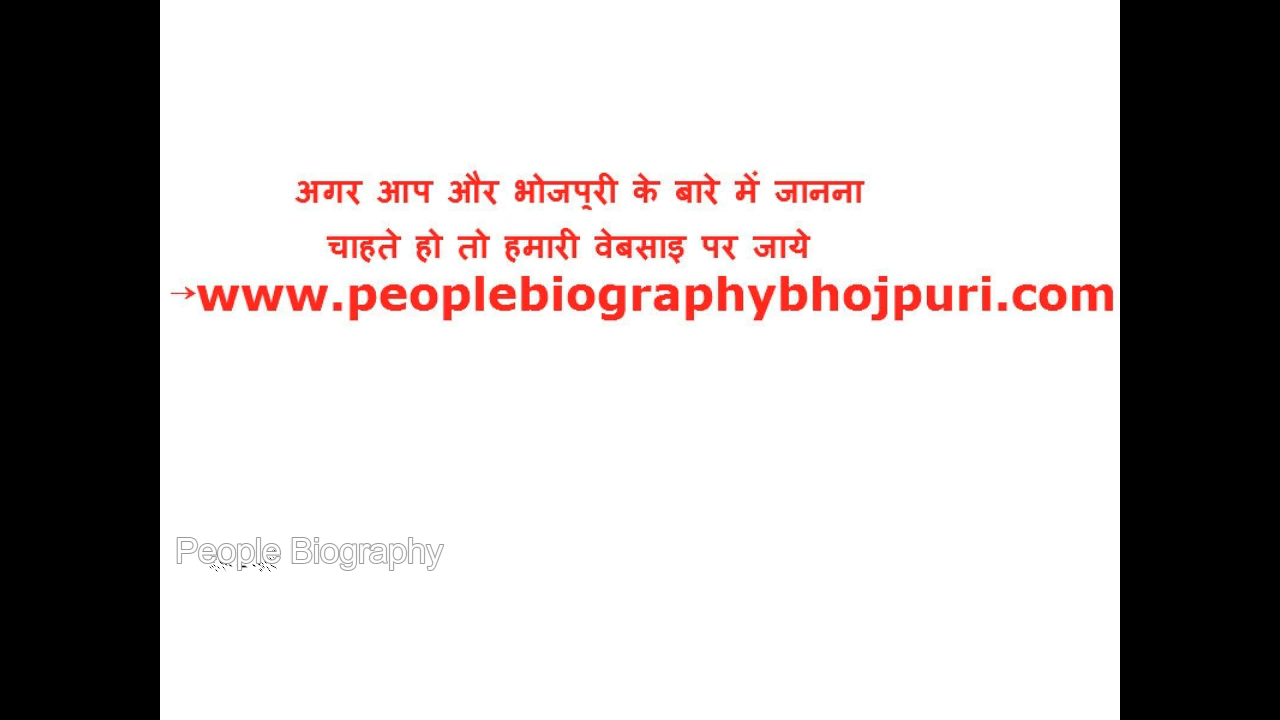 अगर आप और भोजपुरी के बारे में जानना
चाहते हो तो हमारी वेबसाइ पर जाये
→www.peoplebiographybhojpuri.com
People Biography